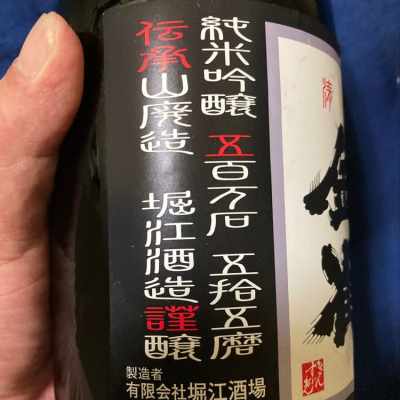 純米吟醸 五百万石 五拾五磨
伝承山廃造 堀江酒造謹醸
製造者
有限会社堀江酒場